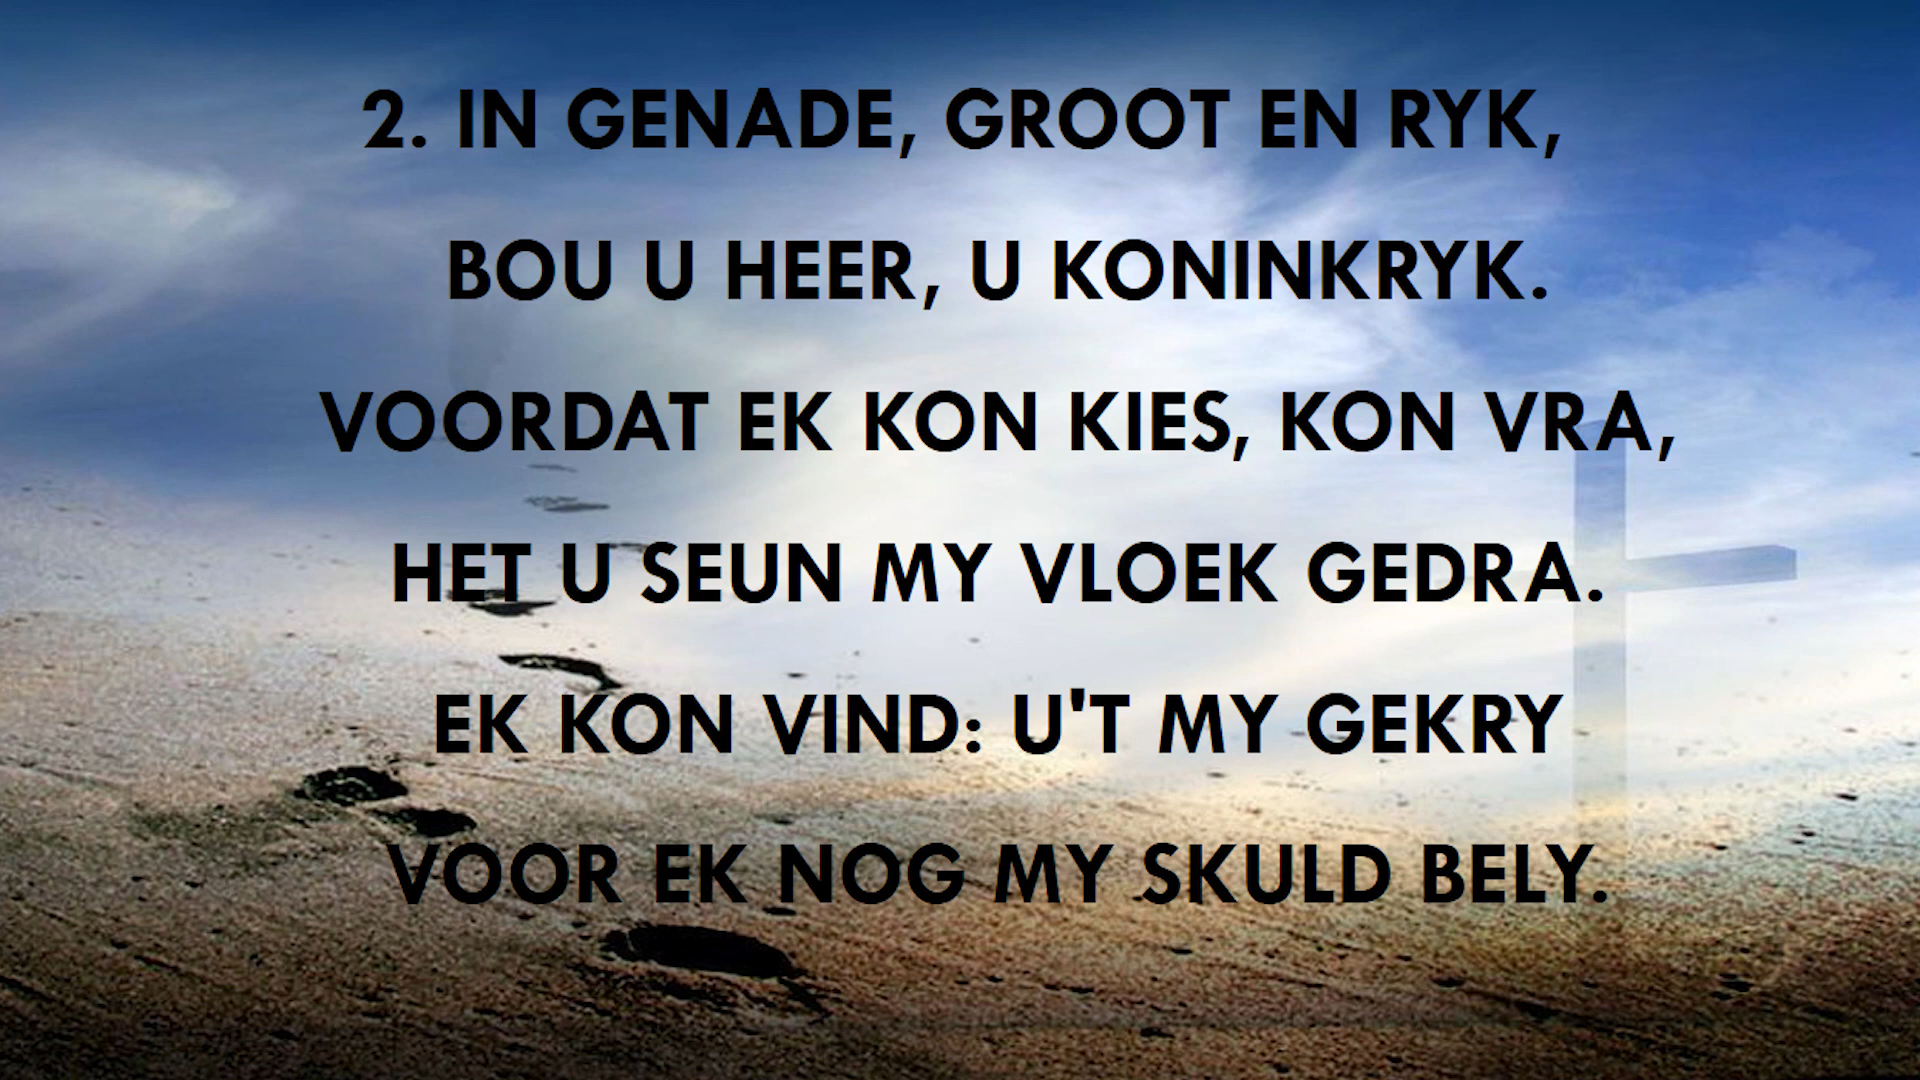 2. IN GENADE, GROOT EN RYK,
BOU U HEER, U KONINKRYK.
VOORDAT EK KON KIES, KON VRA,
HET U SEUN MY VLOEK GEDRA.
EK KON VIND: U'T MY GEKRY
VOOR EK NOG MY SKULD BELY.